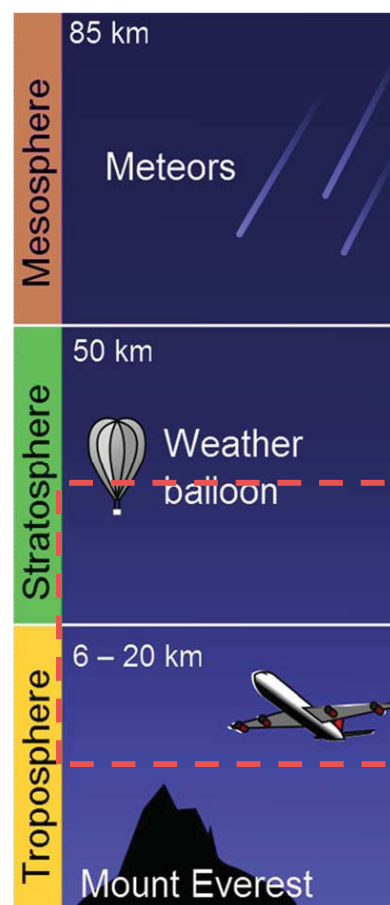 85 km
Mesosphere
Meteors
50 km
Stratosphere
Weather
balloon
6 – 20 km
Troposphere
Mount Everest